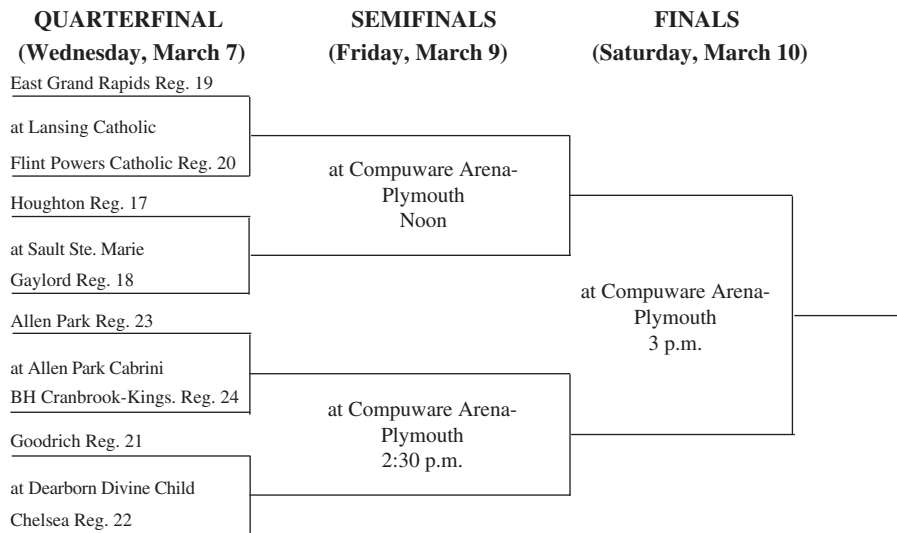 QUARTERFINAL
(Wednesday, March 7)
SEMIFINALS
(Friday, March 9)
FINALS
(Saturday, March 10)
East Grand Rapids Reg. 19
at Lansing Catholic
Flint Powers Catholic Reg. 20
Houghton Reg. 17
at Sault Ste. Marie
Gaylord Reg. 18
Allen Park Reg. 23
at Allen Park Cabrini
BH Cranbrook-Kings. Reg. 24
Goodrich Reg. 21
at Dearborn Divine Child
Chelsea Reg. 22
at Compuware Arena-
Plymouth
Noon
at Compuware Arena-
Plymouth
2:30 p.m.
at Compuware Arena-
Plymouth
3 p.m.